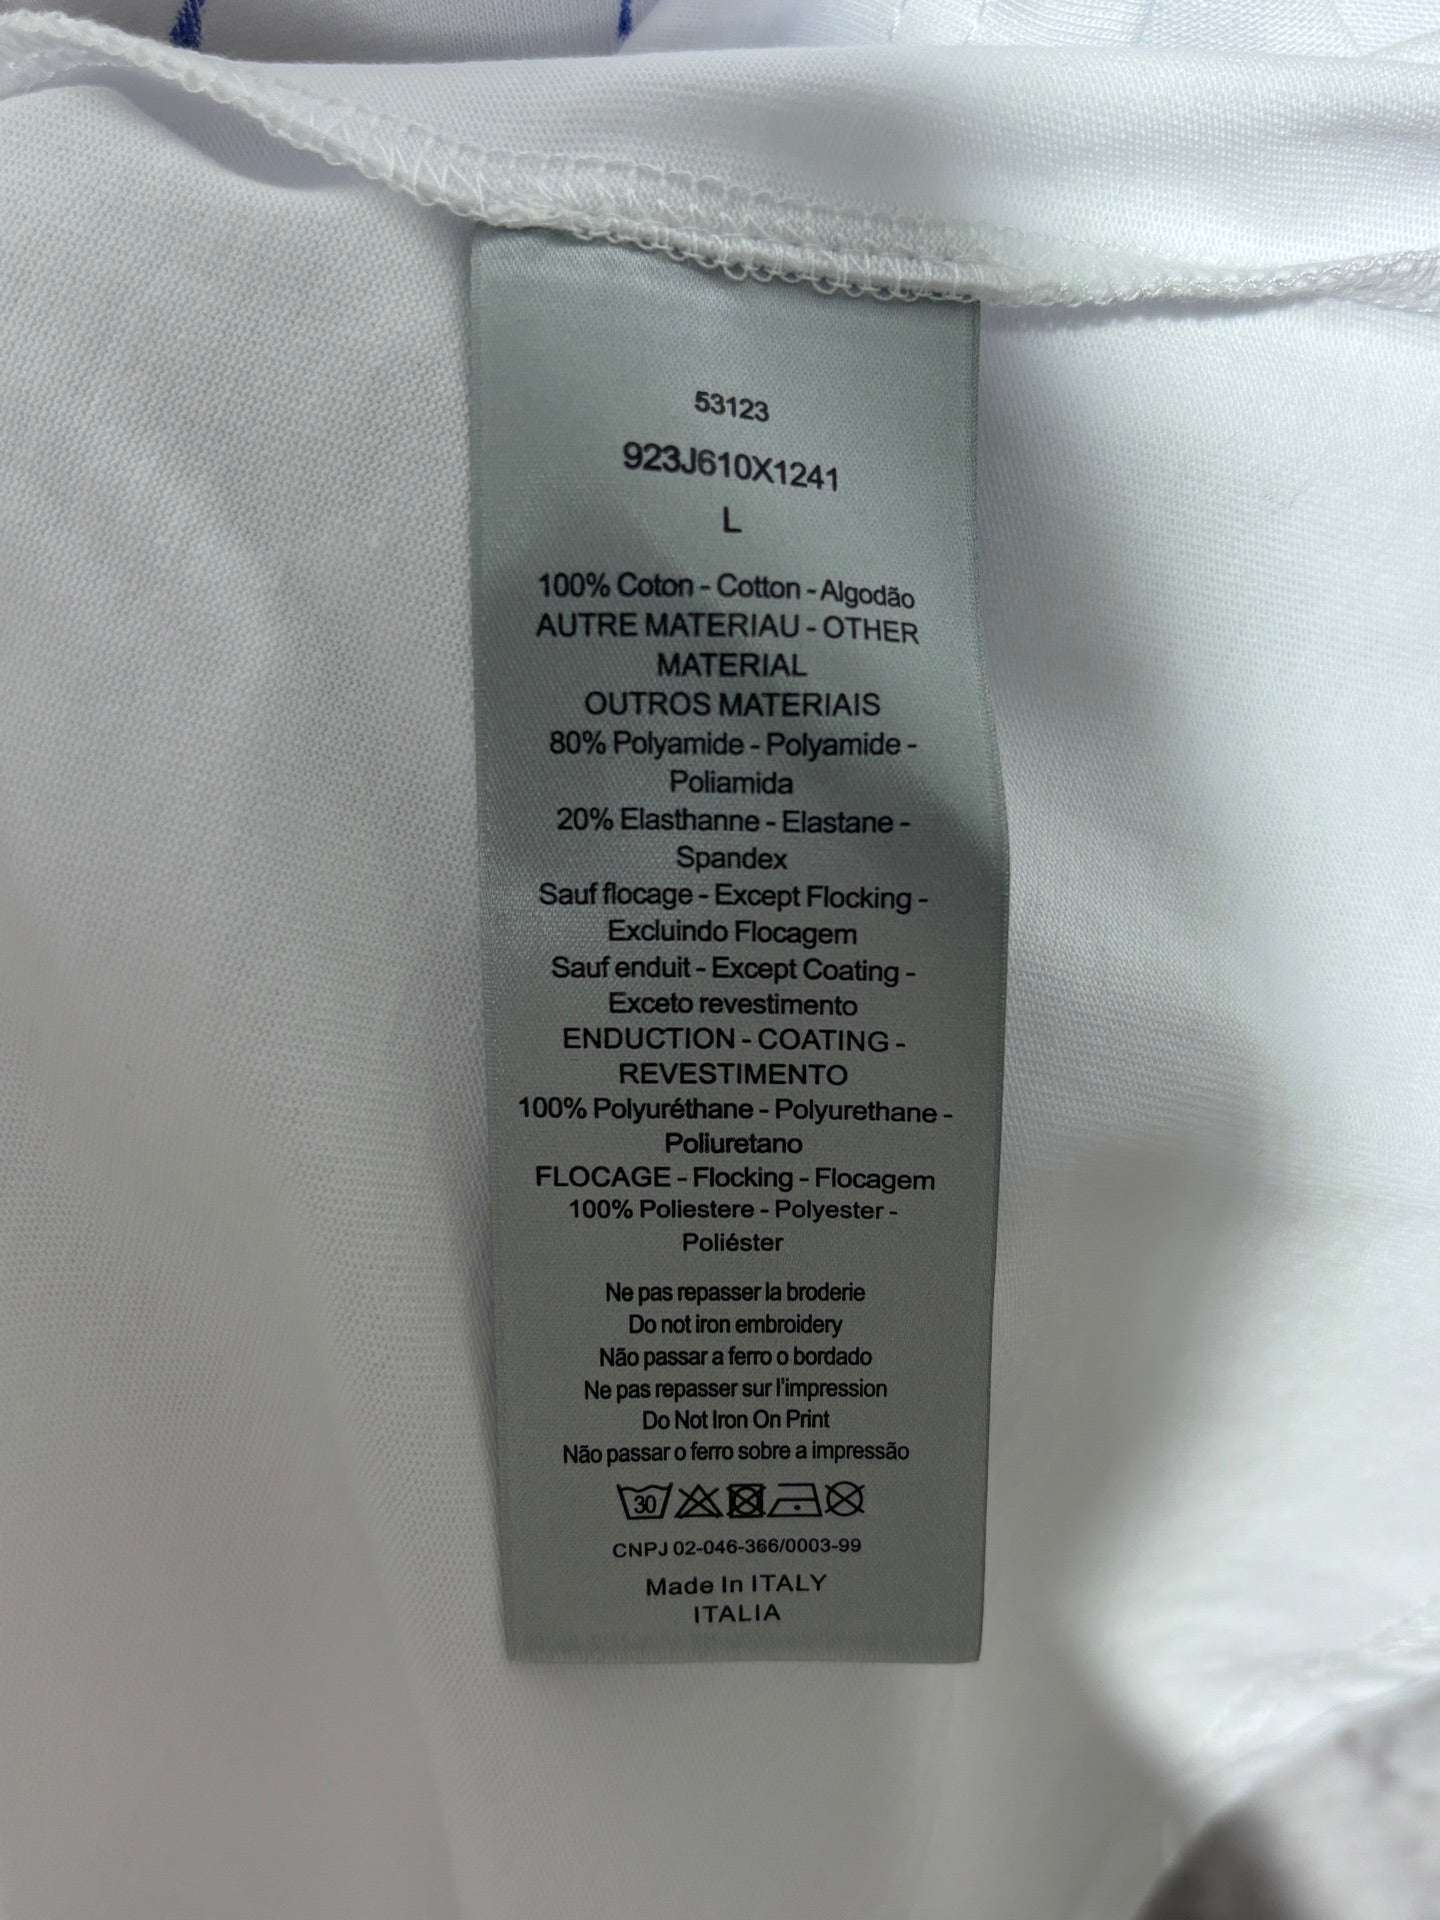 53123
923J610X1241
L
100% Coton - Cotton - Algodão
AUTRE MATERIAU - OTHER
MATERIAL
OUTROS MATERIAIS
80% Polyamide - Polyamide -
Poliamida
20% Elasthanne - Elastane -
Spandex
Sauf flocage - Except Flocking -
Excluindo Flocagem
Sauf enduit - Except Coating -
Exceto revestimento
ENDUCTION - COATING -
REVESTIMENTO
100% Polyuréthane - Polyurethane -
Poliuretano
FLOCAGE - Flocking - Flocagem
100% Poliestere - Polyester -
Poliéster
Ne pas repasser la broderie
Do not iron embroidery
Não passar a ferro o bordado
Ne pas repasser sur l'impression
Do Not Iron On Print
Não passar o ferro sobre a impressão
30
CNPJ 02-046-366/0003-99
Made In ITALY
ITALIA